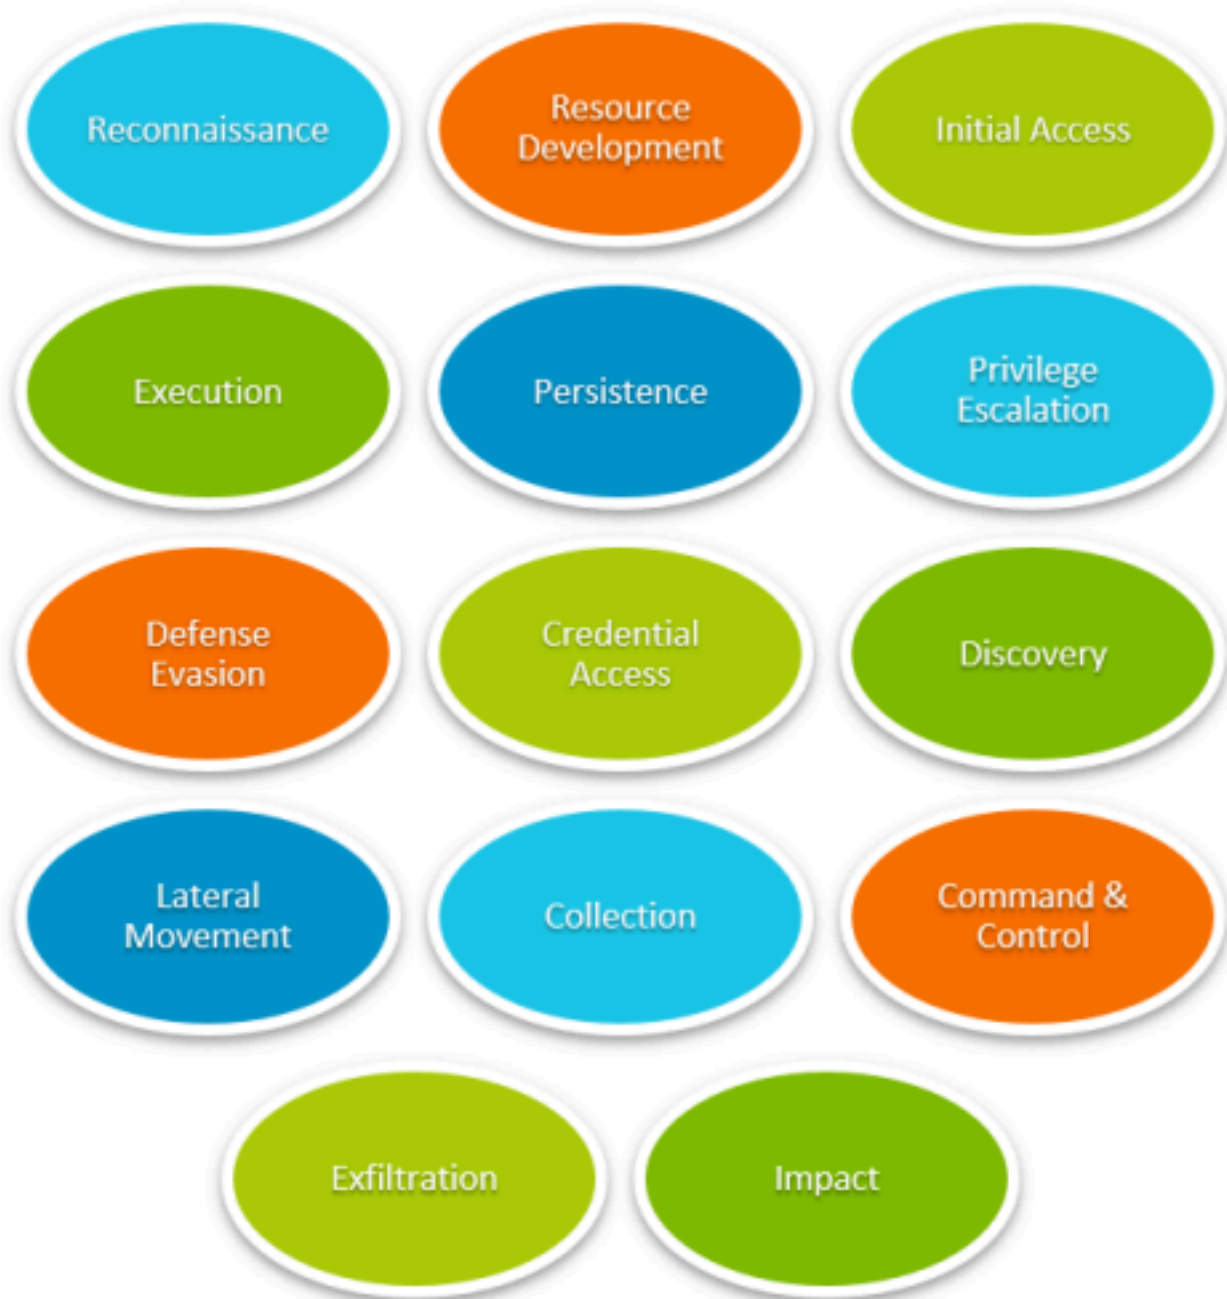 Reconnaissance
Resource
Development
Initial Access
Execution
Persistence
Privilege
Escalation
Defense
Evasion
Credential
Access
Discovery
Lateral
Movement
Collection
Command &
Control
Exfiltration
Impact